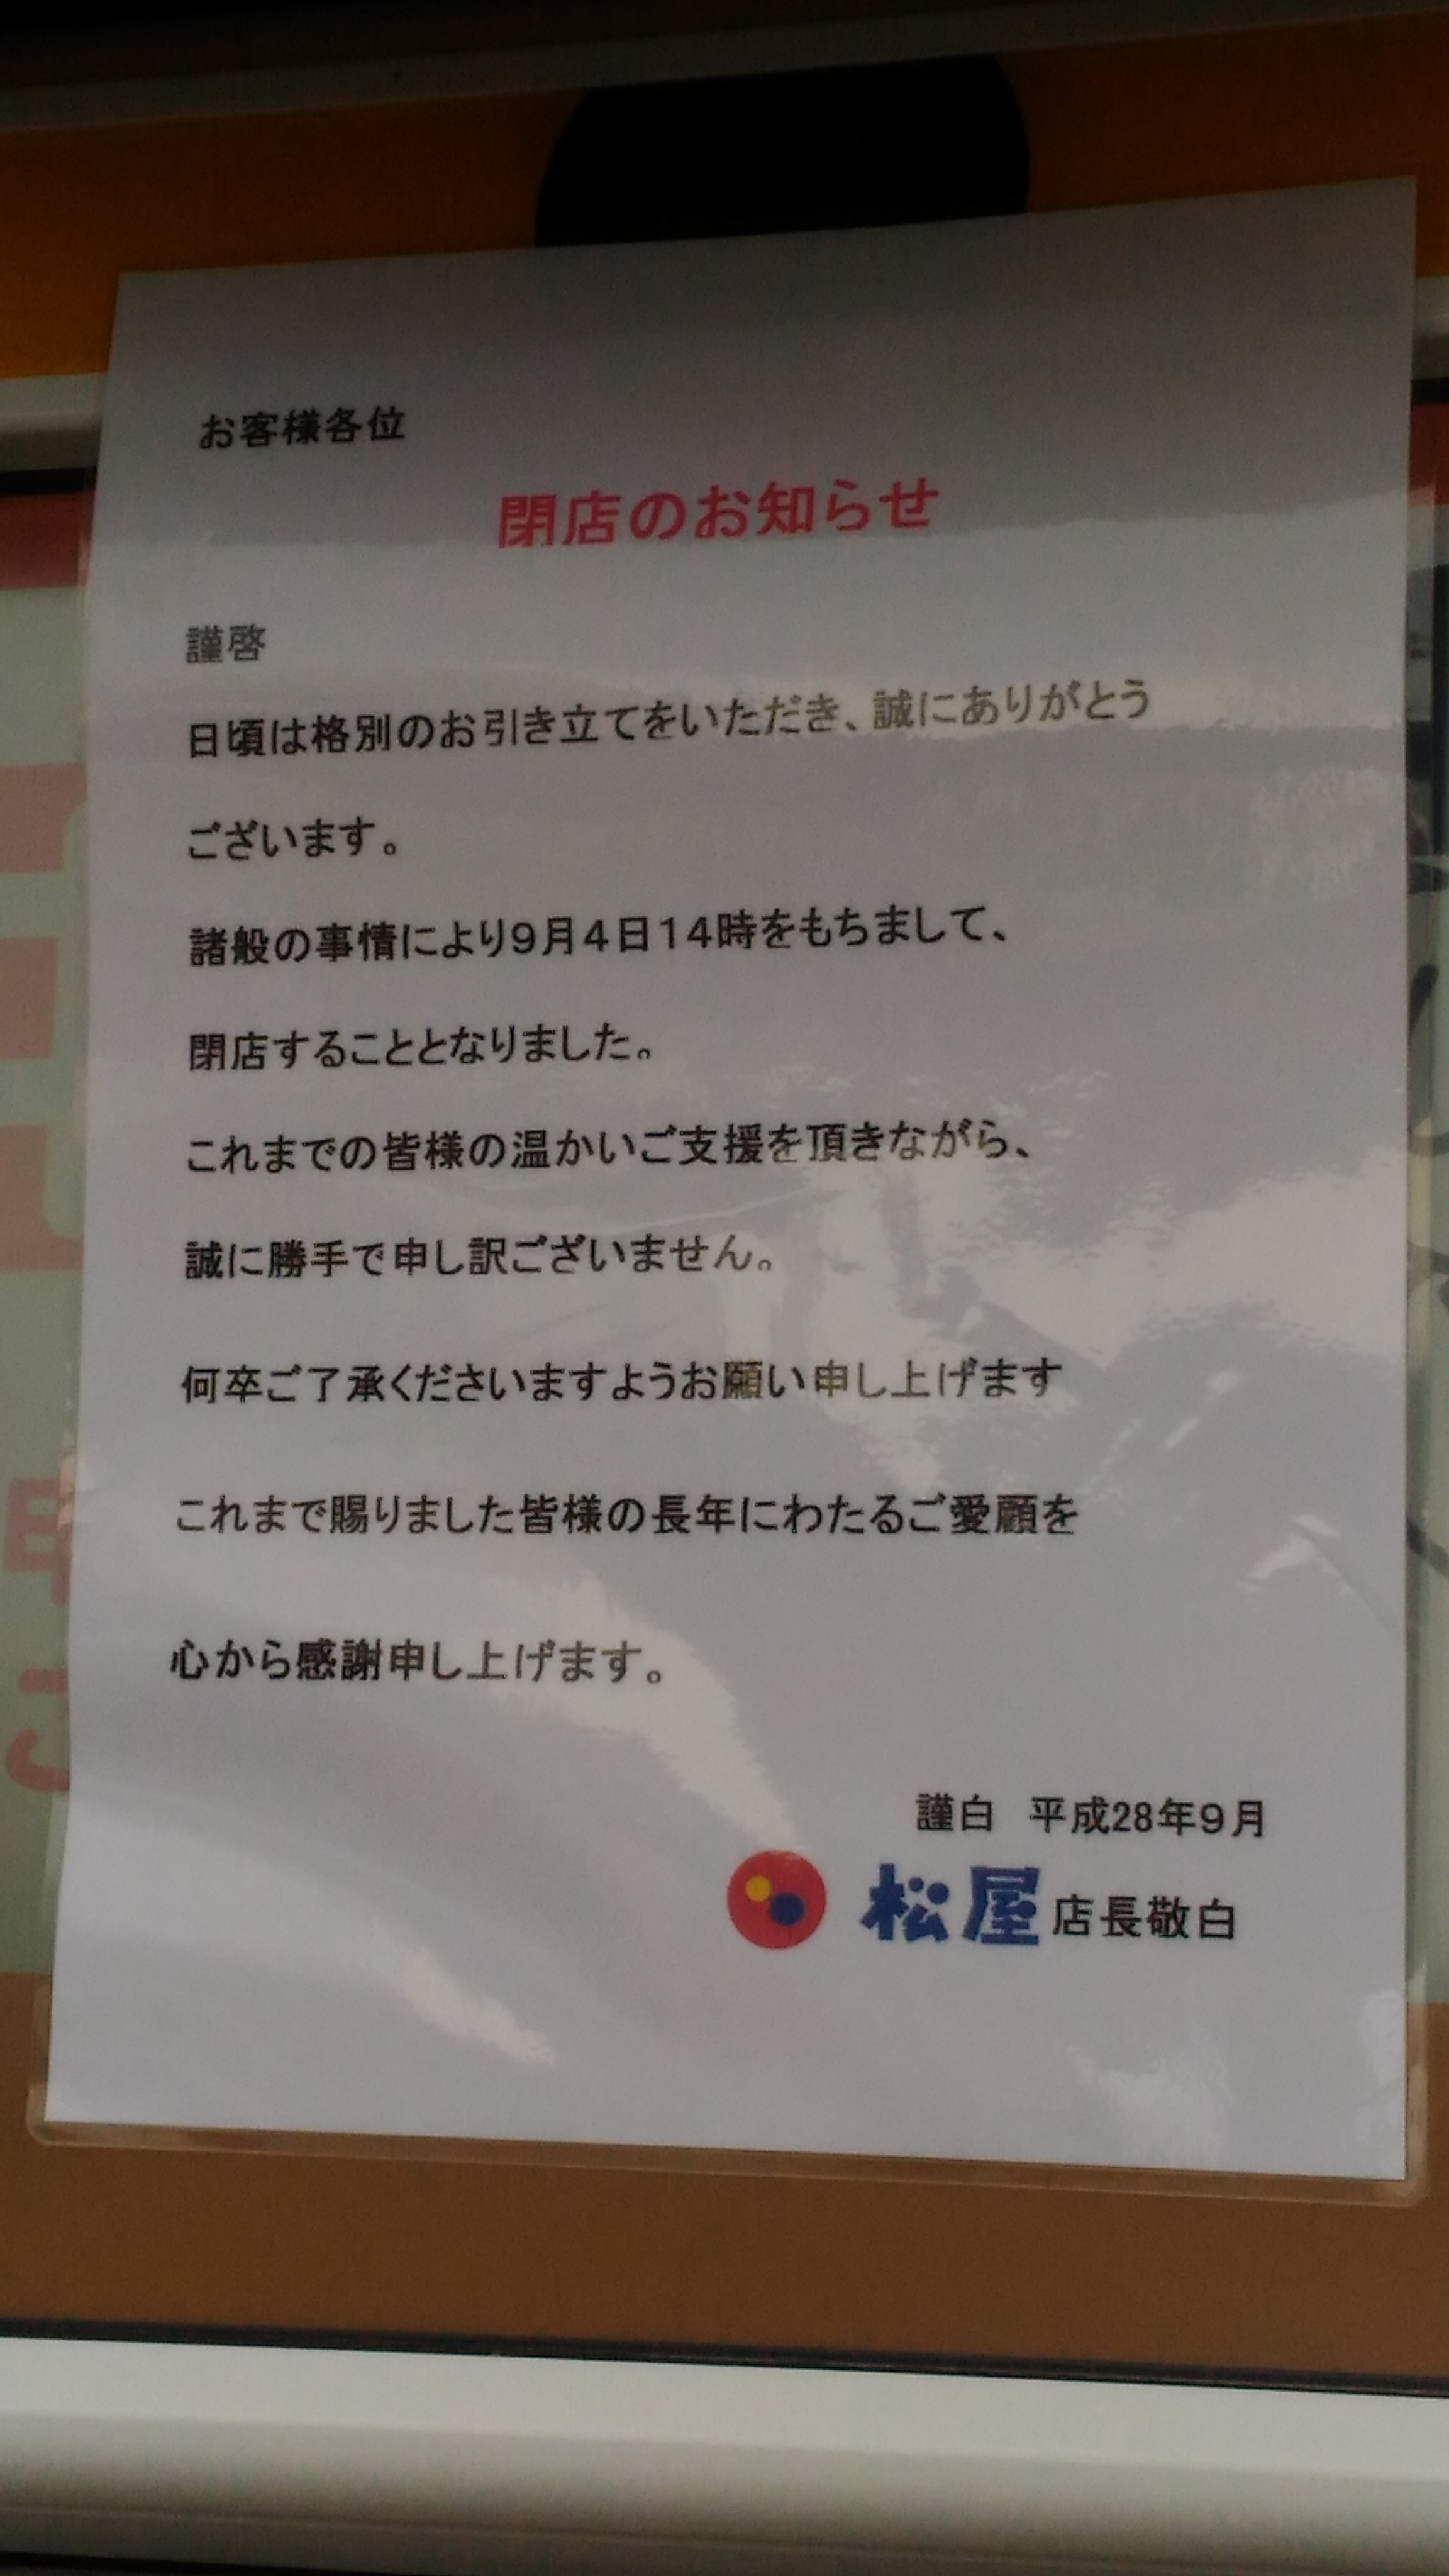 お客様各位
閉店のお知らせ
謹啓
日頃は格別のお引き立てをいただき、誠にありがとう
ございます。
諸般の事情により9月4日14時をもちまして、
閉店することとなりました。
これまでの皆様の温かいご支援を頂きながら、
誠に勝手で申し訳ございません。
何卒ご了承くださいますようお願い申し上げます
これまで賜りました皆様の長年にわたるご愛顧を
心から感謝申し上げます。
謹白　平成28年9月
松屋店長敬白